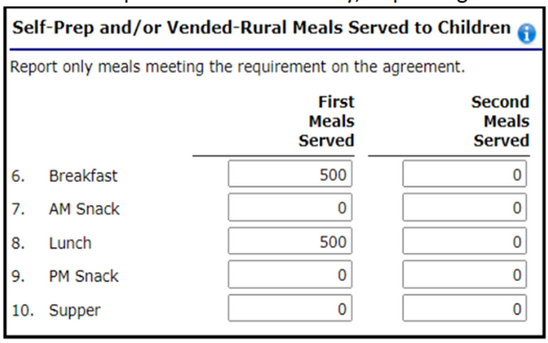 Self-Prep and/or Vended-Rural Meals Served to Children i
Report only meals meeting the requirement on the agreement.
First Meals Served Second Meals Served
6. Breakfast 500 0
7. AM Snack 0 0
8. Lunch 500 0
9. PM Snack 0 0
10. Supper 0 0